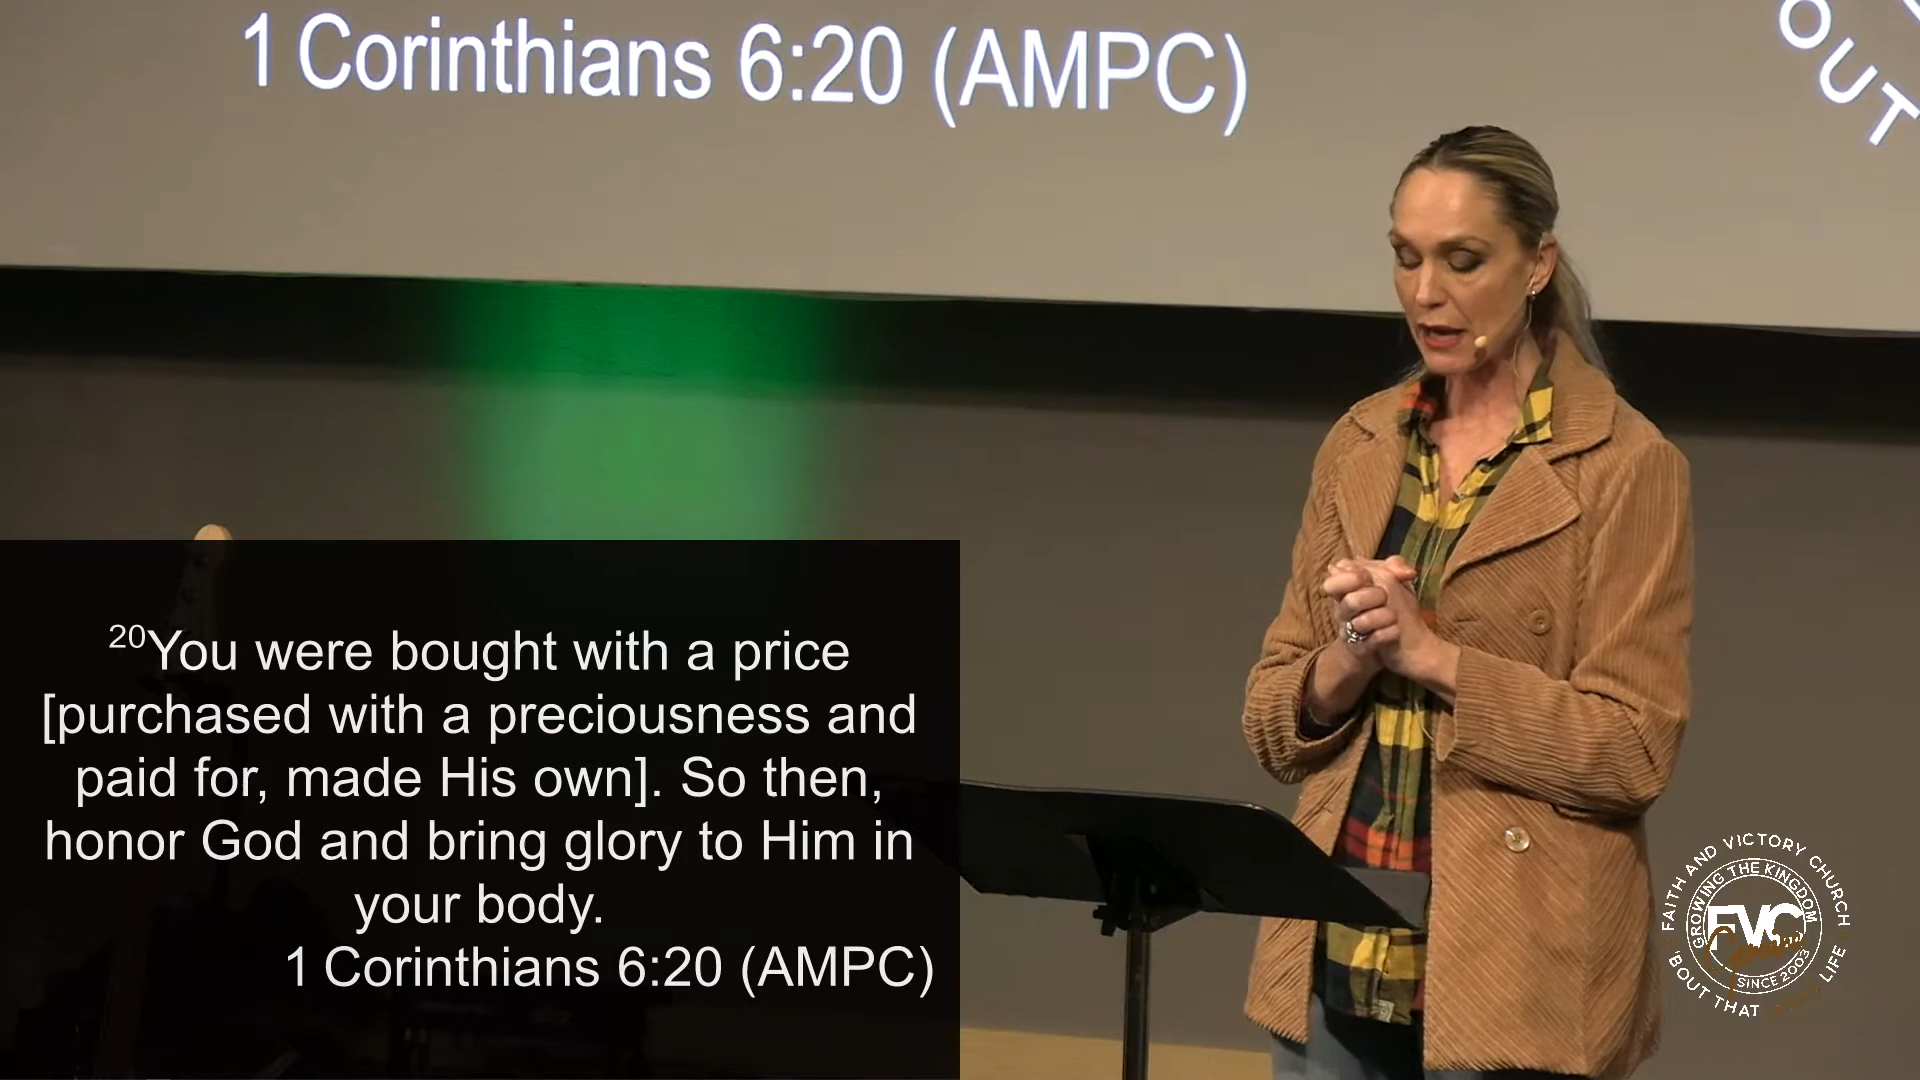 1 Corinthians 6:20 (AMPC)
OUT
20You were bought with a price
[purchased with a preciousness and
paid for, made His own]. So then,
honor God and bring glory to Him in
your body.
1 Corinthians 6:20 (AMPC)
FAITH AND VICTORY CHURCH
GROWING THE KINGDOM
FVC
SINCE 2003
'BOUT THAT LIFE